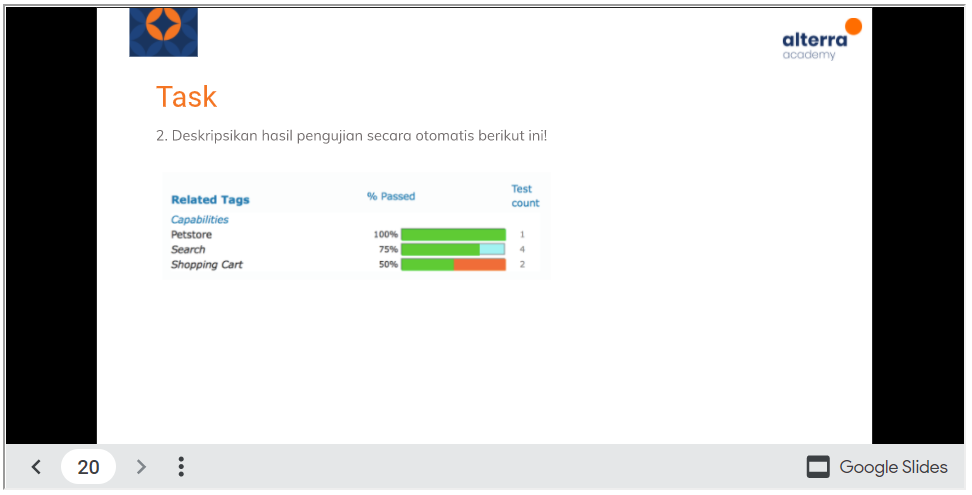 alterra
academy
Task
2. Deskripsikan hasil pengujian secara otomatis berikut ini!
Related Tags % Passed Test count
Capabilities
Petstore 100% 1
Search 75% 4
Shopping Cart 50% 2
20 Google Slides